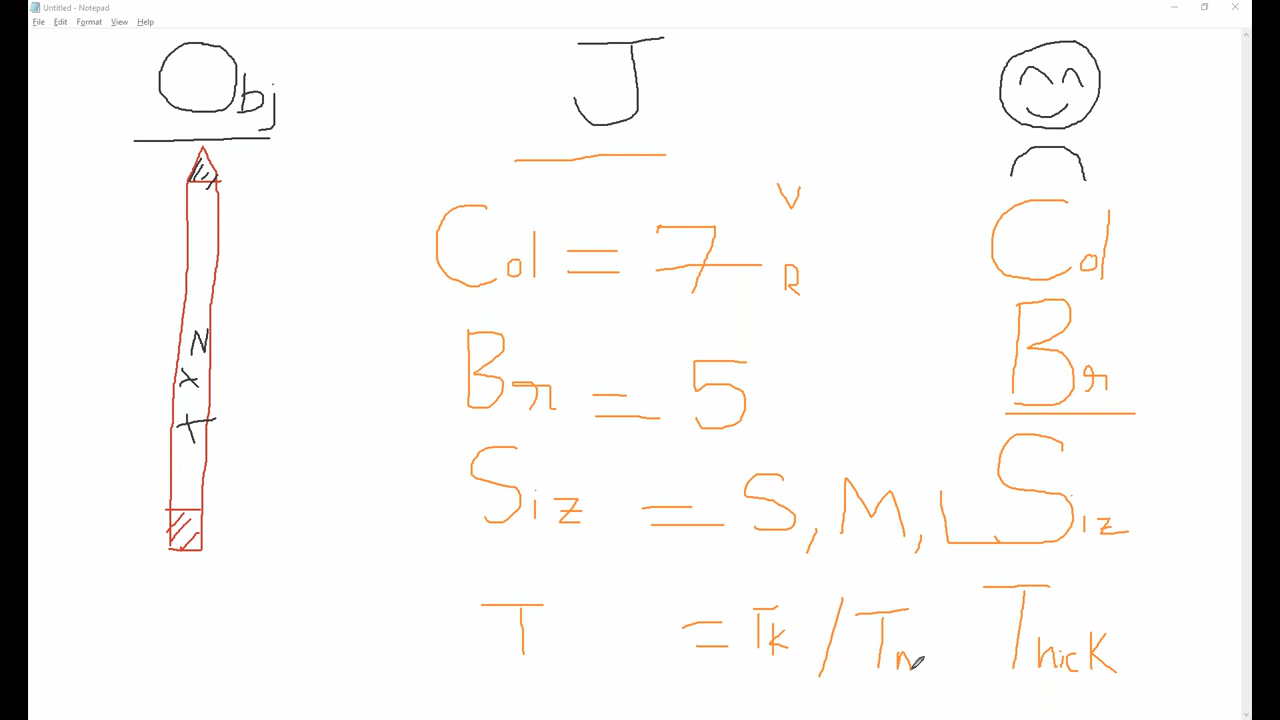 Untitled - Notepad
File Edit Format View Help
Obj J
Col = 7 V R Col
Br = 5 Br
Siz = S, M, L Siz
T = Tk / Tn Thick
N
X
T